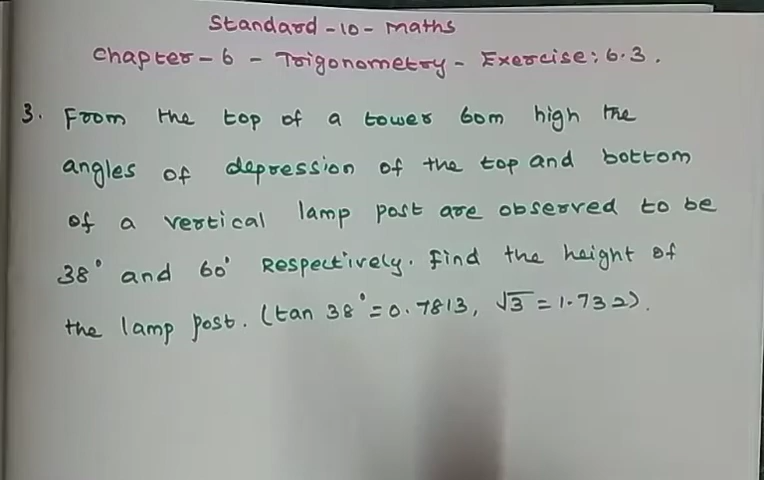 Standard - 10 - Maths
Chapter - 6 - Trigonometry - Exercise: 6.3.
3. From the top of a tower 60m high the
angles of depression of the top and bottom
of a vertical lamp post are observed to be
38° and 60° Respectively. Find the height of
the lamp post. (tan 38° = 0.7813, √3 = 1.732).